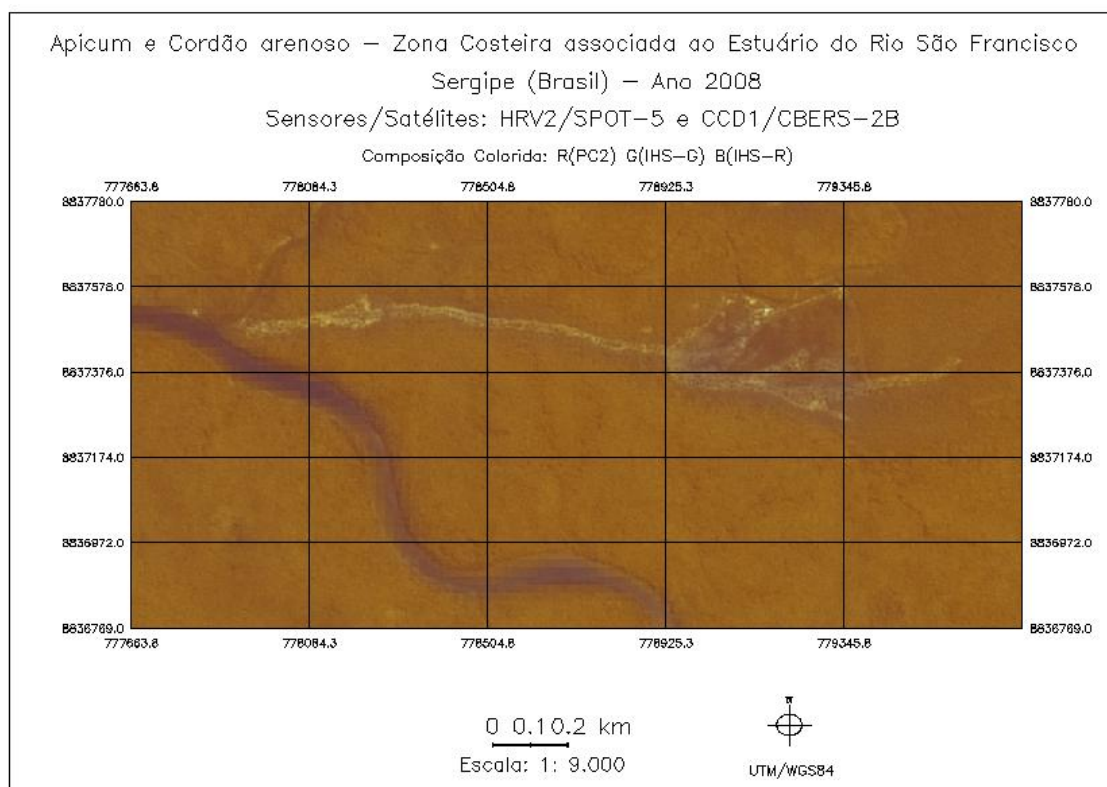 Apicum e Cordão arenoso – Zona Costeira associada ao Estuário do Rio São Francisco
Sergipe (Brasil) – Ano 2008
Sensores/Satélites: HRV2/SPOT-5 e CCD1/CBERS-2B
Composição Colorida: R(PC2) G(IHS-G) B(IHS-R)
777663.8 778084.3 778504.8 778925.3 779345.8
8837780.0 8837780.0
8837578.0 8837578.0
8837376.0 8837376.0
8837174.0 8837174.0
8836972.0 8836972.0
8836769.0 8836769.0
777663.8 778084.3 778504.8 778925.3 779345.8
N
0 0.1 0.2 km
Escala: 1: 9.000
UTM/WGS84